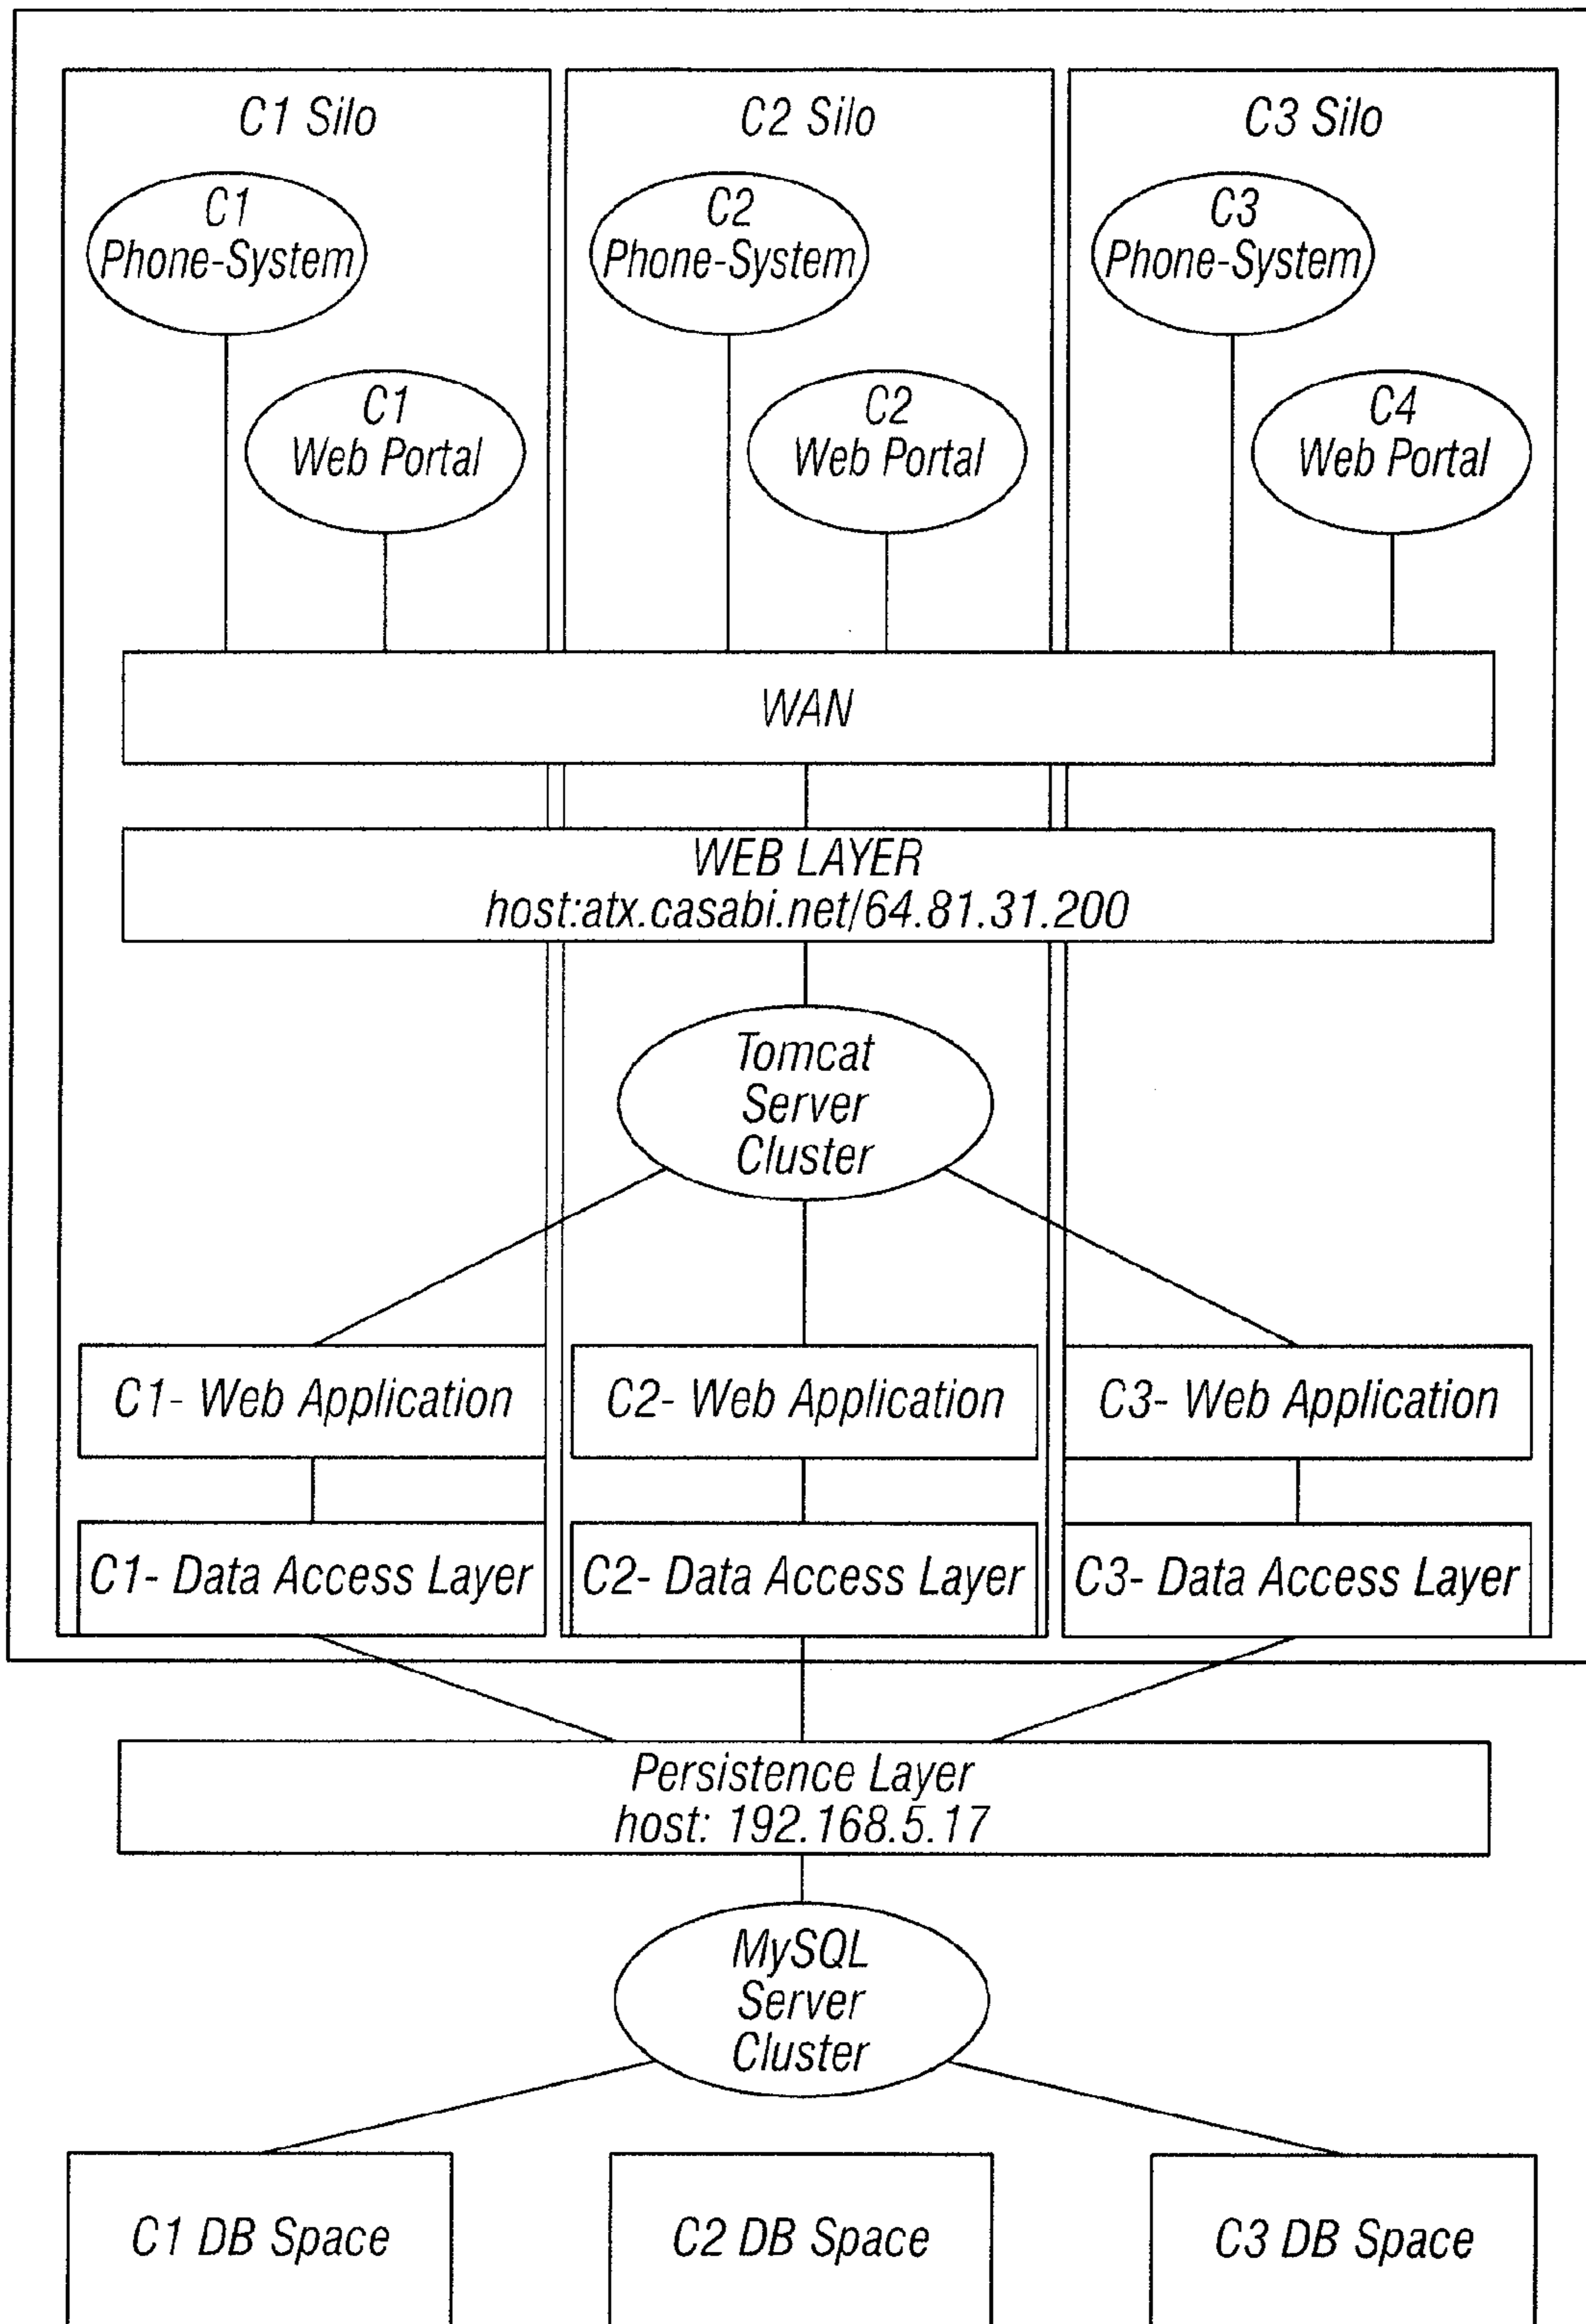 C1 Silo
C2 Silo
C3 Silo
C1
Phone-System
C2
Phone-System
C3
Phone-System
C1
Web Portal
C2
Web Portal
C4
Web Portal
WAN
WEB LAYER
host:atx.casabi.net/64.81.31.200
Tomcat
Server
Cluster
C1- Web Application
C2- Web Application
C3- Web Application
C1- Data Access Layer
C2- Data Access Layer
C3- Data Access Layer
Persistence Layer
host: 192.168.5.17
MySQL
Server
Cluster
C1 DB Space
C2 DB Space
C3 DB Space